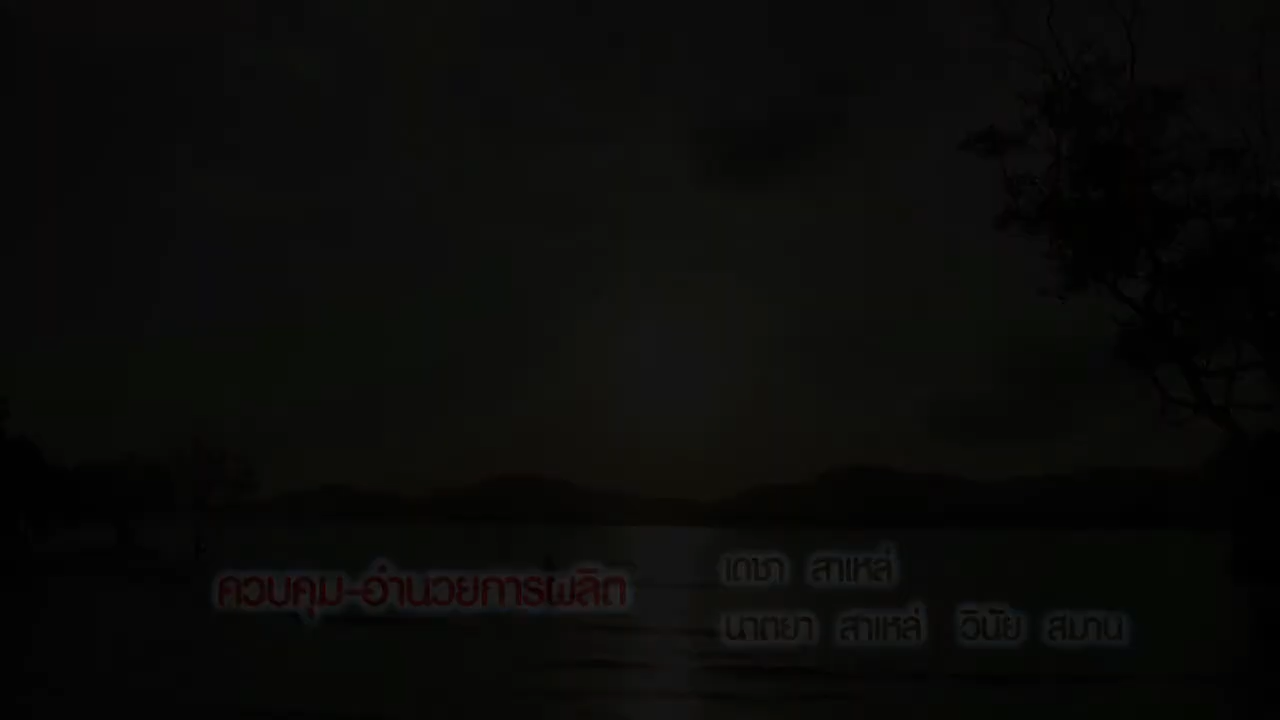 ควบคุม-อำนวยการผลิต
เดชา สาเหล่
นาตยา สาเหล่ วินัย สมาน